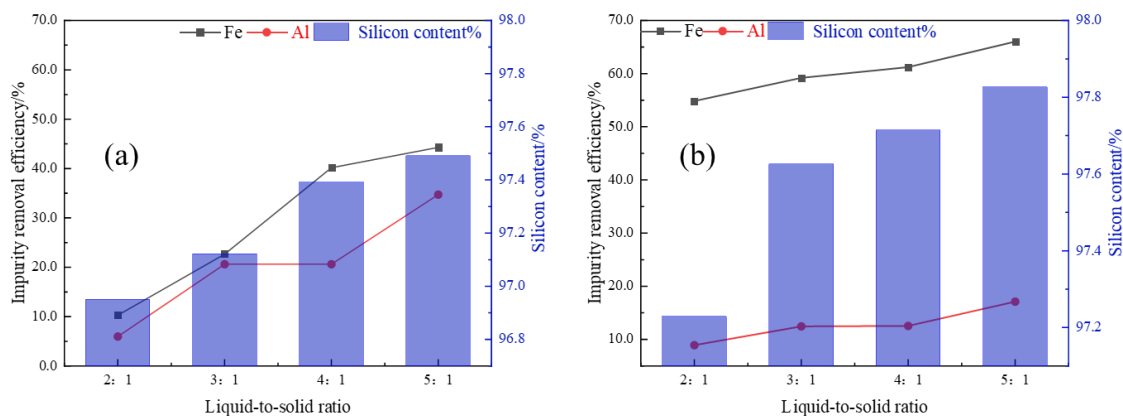 Fe Al Silicon content%
70.0
60.0
50.0
40.0
30.0
20.0
10.0
0.0
Impurity removal efficiency/%
(a)
98.0
97.8
97.6
97.4
97.2
97.0
96.8
Silicon content/%
2：1 3：1 4：1 5：1
Liquid-to-solid ratio
Fe Al Silicon content%
70.0
60.0
50.0
40.0
30.0
20.0
10.0
Impurity removal efficiency/%
(b)
98.0
97.8
97.6
97.4
97.2
Silicon content/%
2：1 3：1 4：1 5：1
Liquid-to-solid ratio